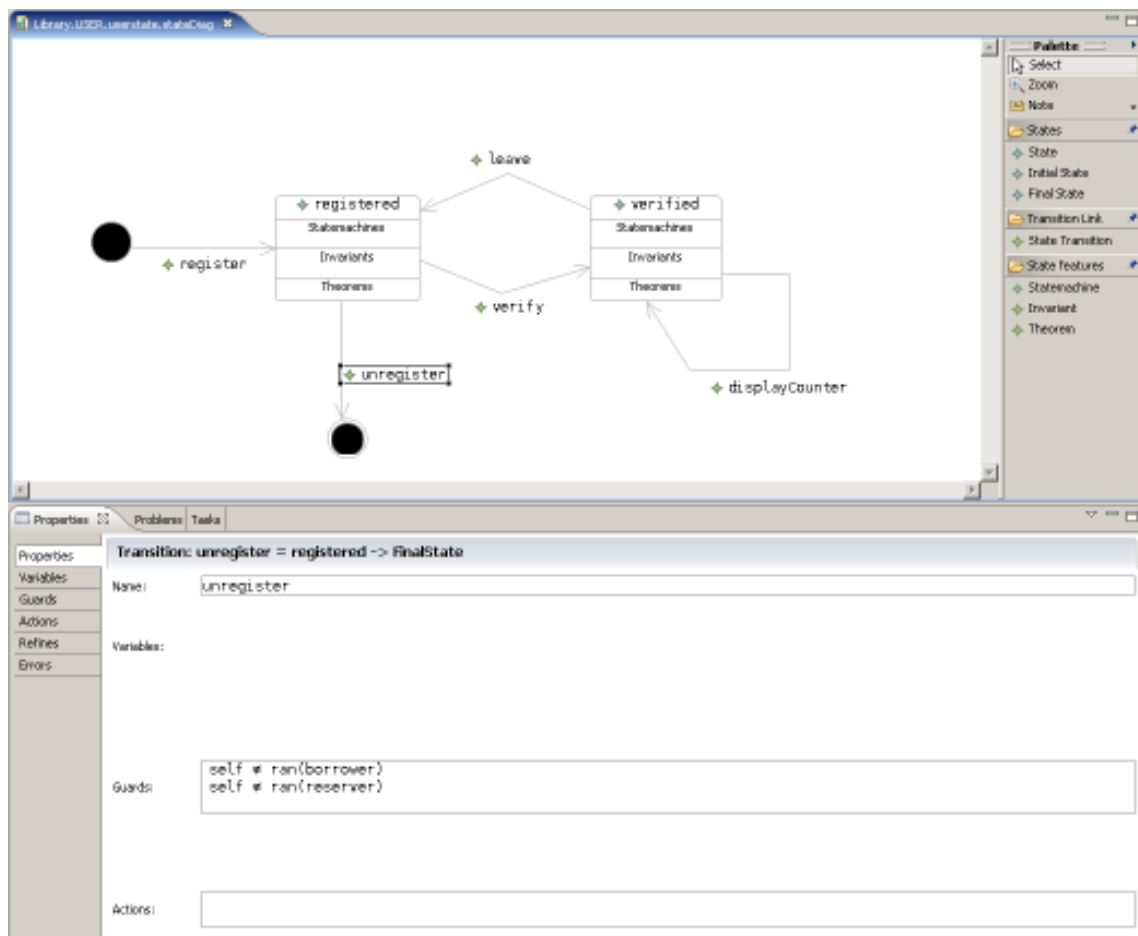 Library.USER.userstate.stateDiag
Palette
Select
Zoom
Note
States
State
Initial State
Final State
Transition Link
State Transition
State features
Statemachine
Invariant
Theorem
leave
registered
Statemachines
Invariants
Theorems
verified
Statemachines
Invariants
Theorems
register
verify
unregister
displayCounter
Properties
Problems
Tasks
Properties
Variables
Guards
Actions
Refines
Errors
Transition: unregister = registered -> FinalState
Name:
unregister
Variables:
Guards:
self ∉ ran(borrower)
self ∉ ran(reserver)
Actions: